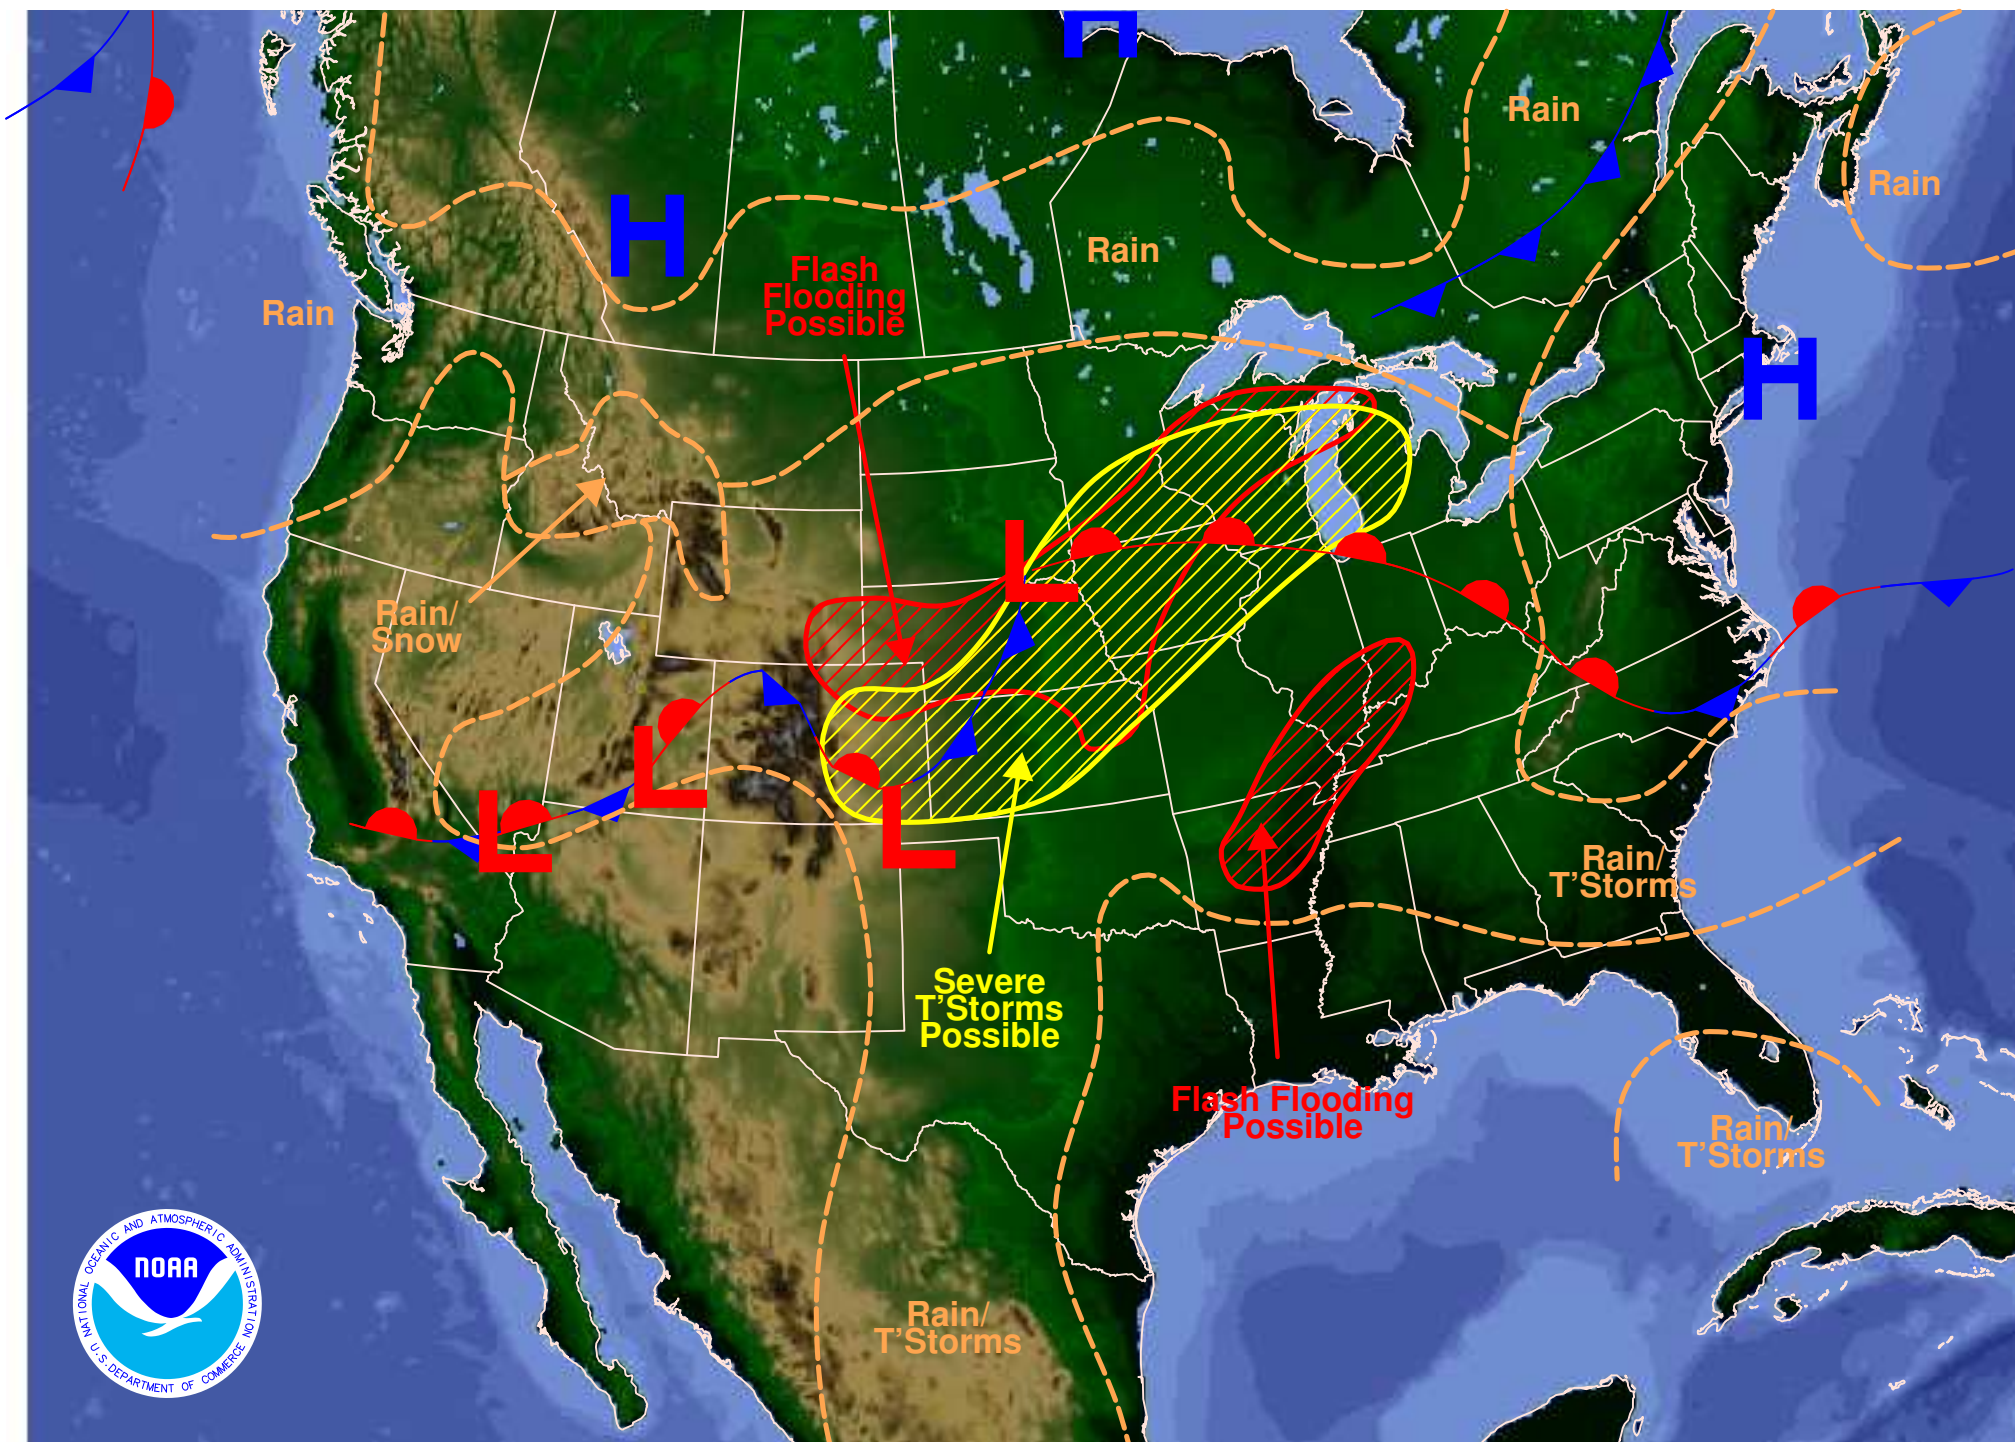 H
Rain
Rain
H
Rain
Flash
Flooding
Possible
Rain
H
L
Rain/
Snow
L
L
L
Rain/
T'Storms
Severe
T'Storms
Possible
Flash Flooding
Possible
Rain/
T'Storms
Rain/
T'Storms
NATIONAL OCEANIC AND ATMOSPHERIC ADMINISTRATION
NOAA
U.S. DEPARTMENT OF COMMERCE